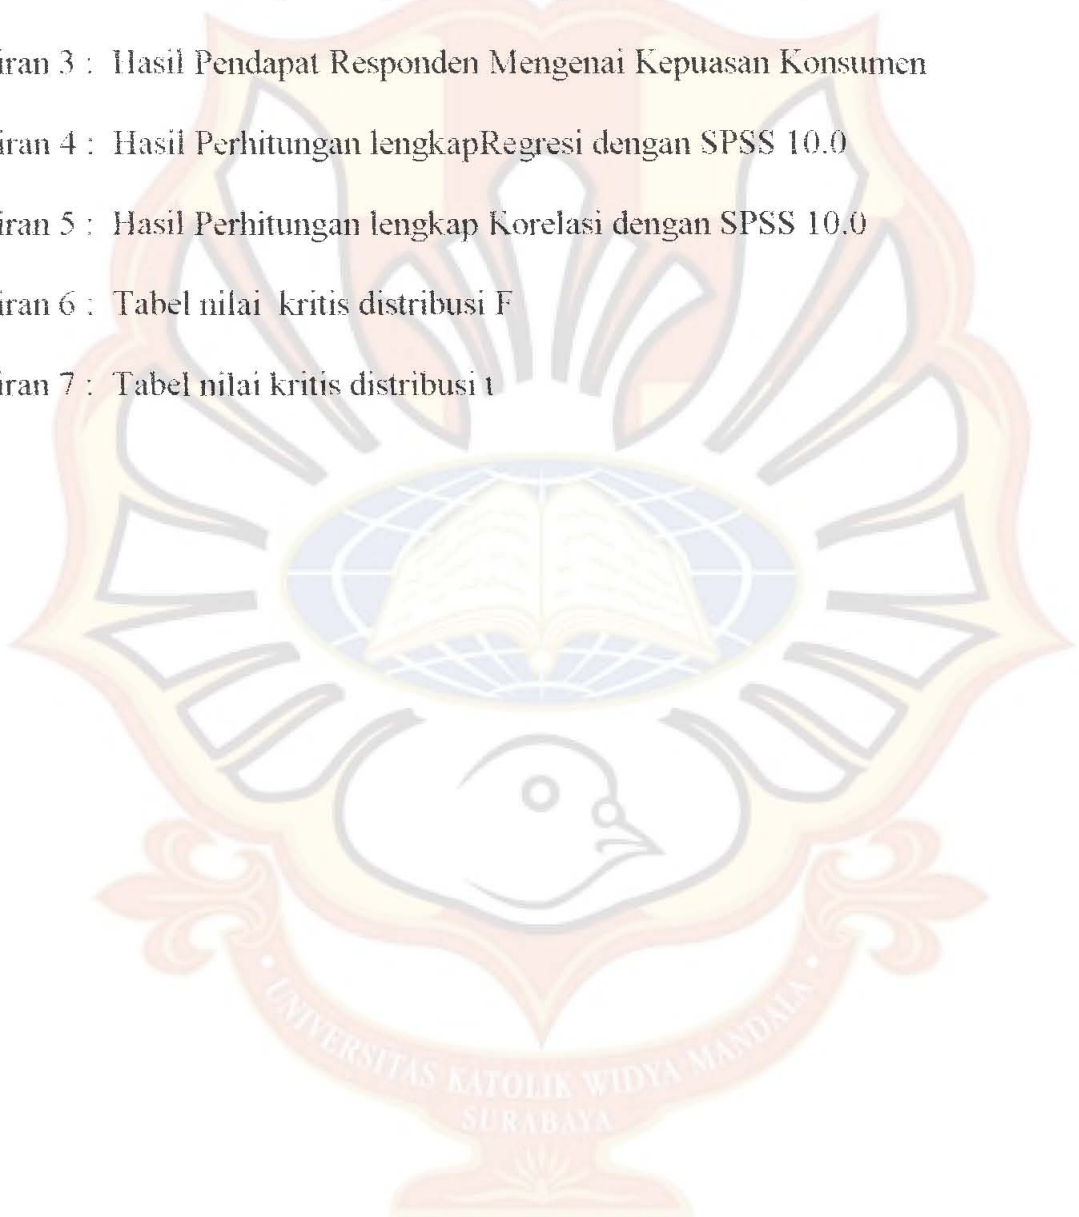 iran 3 : Hasil Pendapat Responden Mengenai Kepuasan Konsumen
iran 4 : Hasil Perhitungan lengkapRegresi dengan SPSS 10.0
iran 5 : Hasil Perhitungan lengkap Korelasi dengan SPSS 10.0
iran 6 : Tabel nilai kritis distribusi F
iran 7 : Tabel nilai kritis distribusi t
UNIVERSITAS KATOLIK WIDYA MANDALA
SURABAYA